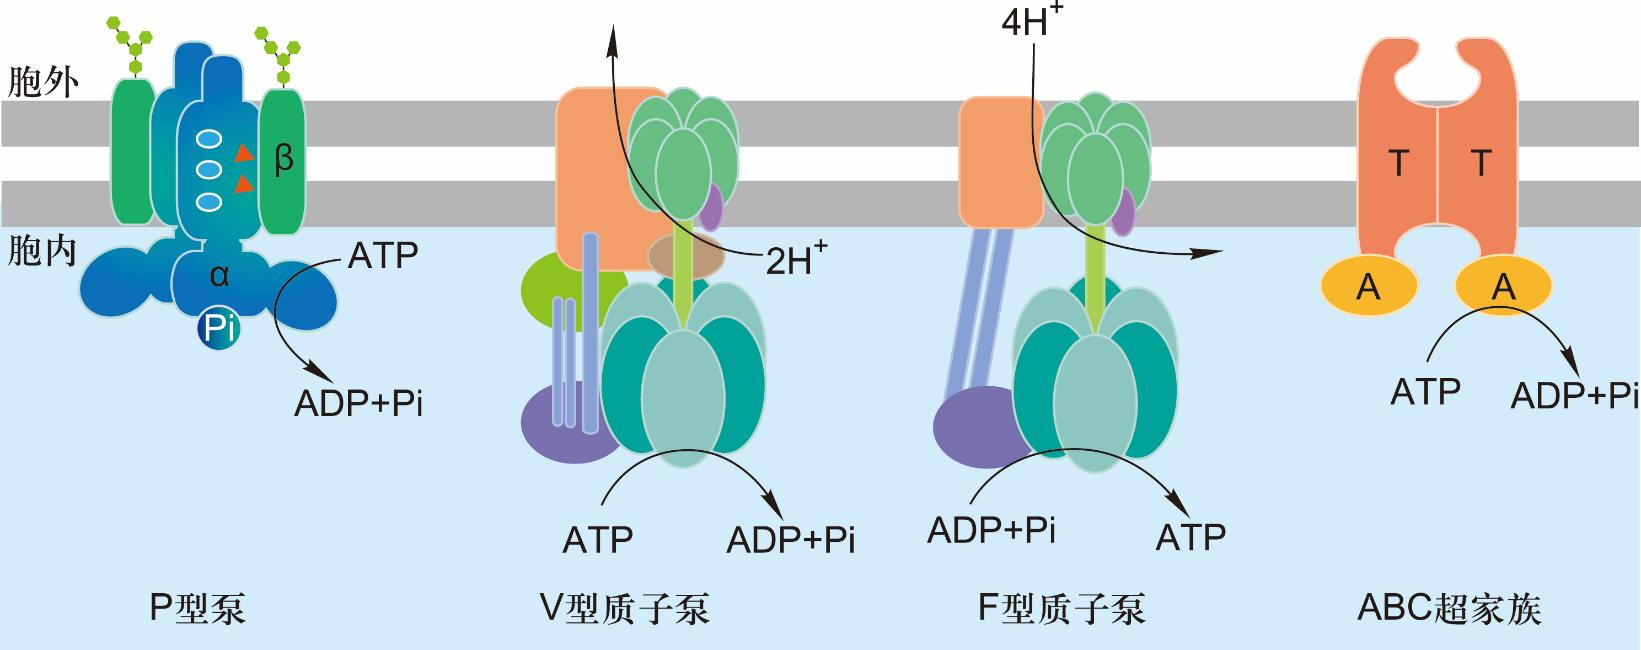 4H+
胞外
胞内
β
α
Pi
ATP
ADP+Pi
2H+
ATP
ADP+Pi
ADP+Pi
ATP
T
T
A
A
ATP
ADP+Pi
P型泵
V型质子泵
F型质子泵
ABC超家族